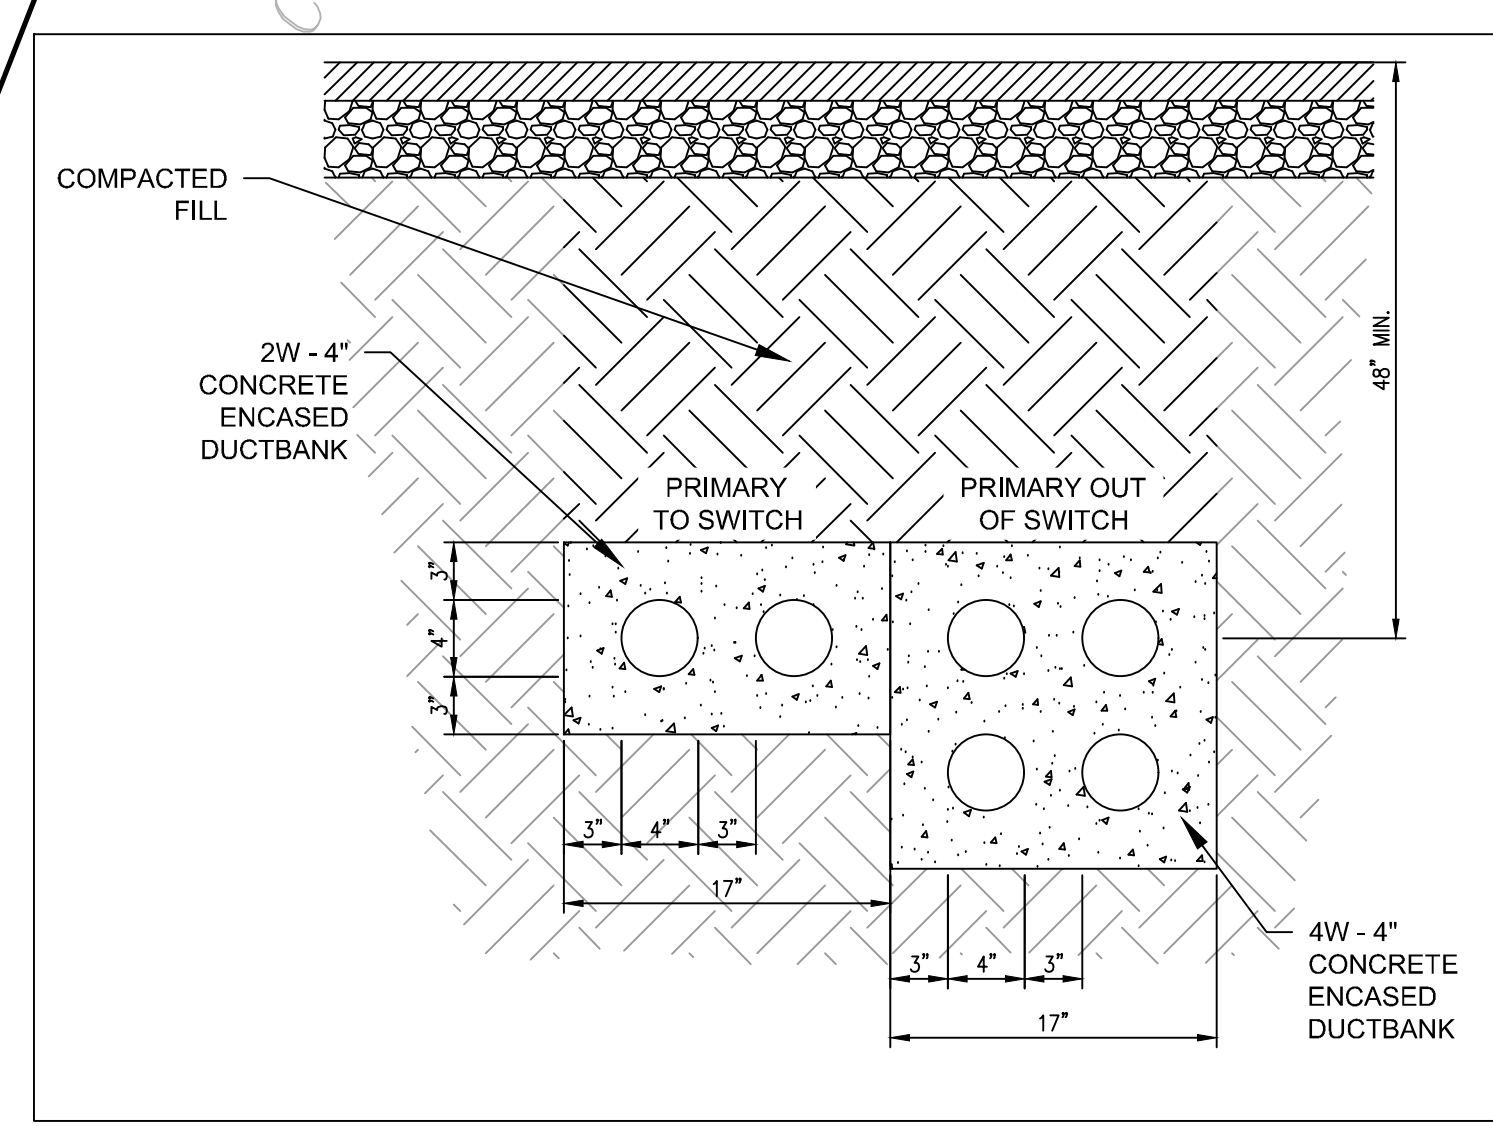 COMPACTED
FILL
48" MIN.
2W - 4"
CONCRETE
ENCASED
DUCTBANK
PRIMARY
TO SWITCH
PRIMARY OUT
OF SWITCH
3"
4"
3"
3"
4"
3"
17"
3"
4"
3"
17"
4W - 4"
CONCRETE
ENCASED
DUCTBANK